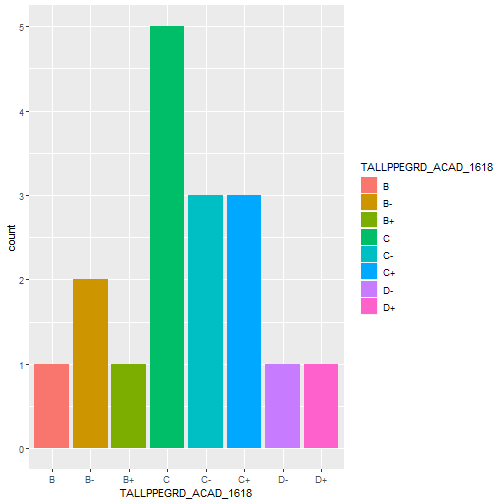 5
4
3
2
1
0
count
B
B-
B+
C
C-
C+
D-
D+
TALLPPEGRD_ACAD_1618
TALLPPEGRD_ACAD_1618
B
B-
B+
C
C-
C+
D-
D+